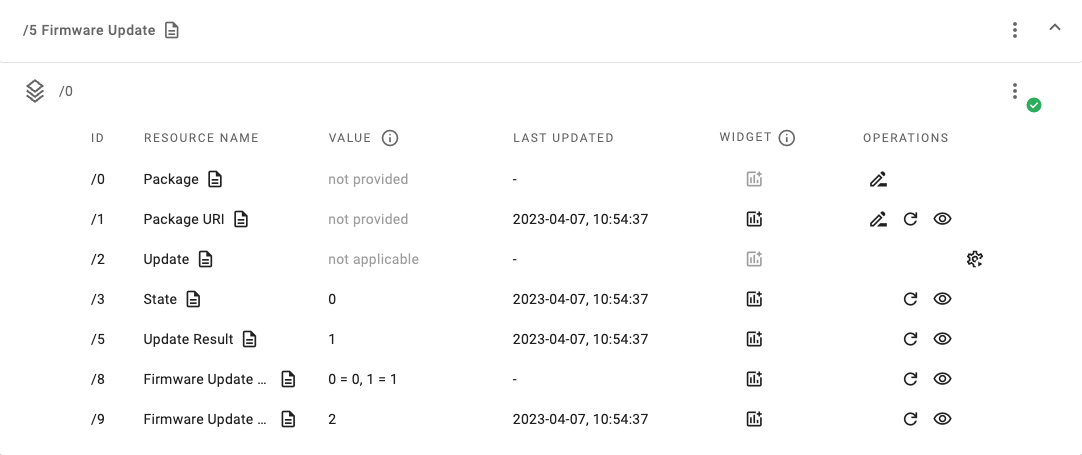 /5 Firmware Update
/0
ID RESOURCE NAME VALUE LAST UPDATED WIDGET OPERATIONS
/0 Package not provided -
/1 Package URI not provided 2023-04-07, 10:54:37
/2 Update not applicable -
/3 State 0 2023-04-07, 10:54:37
/5 Update Result 1 2023-04-07, 10:54:37
/8 Firmware Update ... 0 = 0, 1 = 1 -
/9 Firmware Update ... 2 2023-04-07, 10:54:37